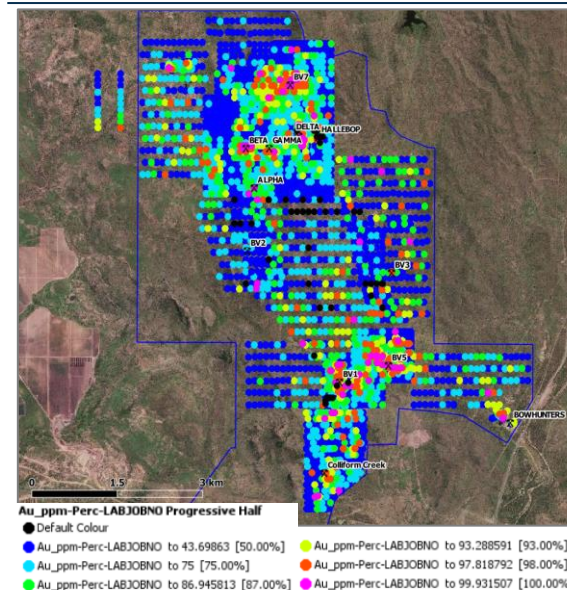 BV7
DELTA
HALLEBOP
BETA GAMMA
ALPHA
BV2
BV3
BV5
BV1
BOWHUNTERS
Colliform Creek
0 1.5 3 km
Au_ppm-Perc-LABJOBNO Progressive Half
Default Colour
Au_ppm-Perc-LABJOBNO to 43.69863 [50.00%]
Au_ppm-Perc-LABJOBNO to 93.288591 [93.00%]
Au_ppm-Perc-LABJOBNO to 75 [75.00%]
Au_ppm-Perc-LABJOBNO to 97.818792 [98.00%]
Au_ppm-Perc-LABJOBNO to 86.945813 [87.00%]
Au_ppm-Perc-LABJOBNO to 99.931507 [100.00%]